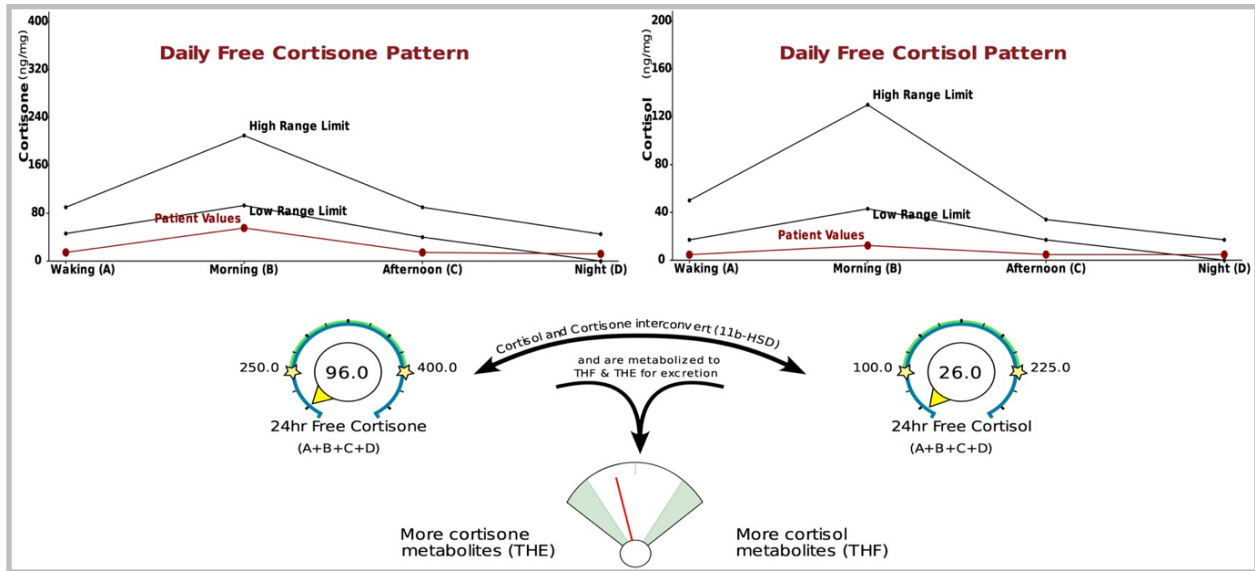 Daily Free Cortisone Pattern
Cortisone (ng/mg)
400
320
240
160
80
0
High Range Limit
Low Range Limit
Patient Values
Waking (A)
Morning (B)
Afternoon (C)
Night (D)
Daily Free Cortisol Pattern
Cortisol (ng/mg)
200
160
120
80
40
0
High Range Limit
Low Range Limit
Patient Values
Waking (A)
Morning (B)
Afternoon (C)
Night (D)
250.0
96.0
400.0
24hr Free Cortisone
(A+B+C+D)
Cortisol and Cortisone interconvert (11b-HSD)
and are metabolized to
THF & THE for excretion
100.0
26.0
225.0
24hr Free Cortisol
(A+B+C+D)
More cortisone
metabolites (THE)
More cortisol
metabolites (THF)